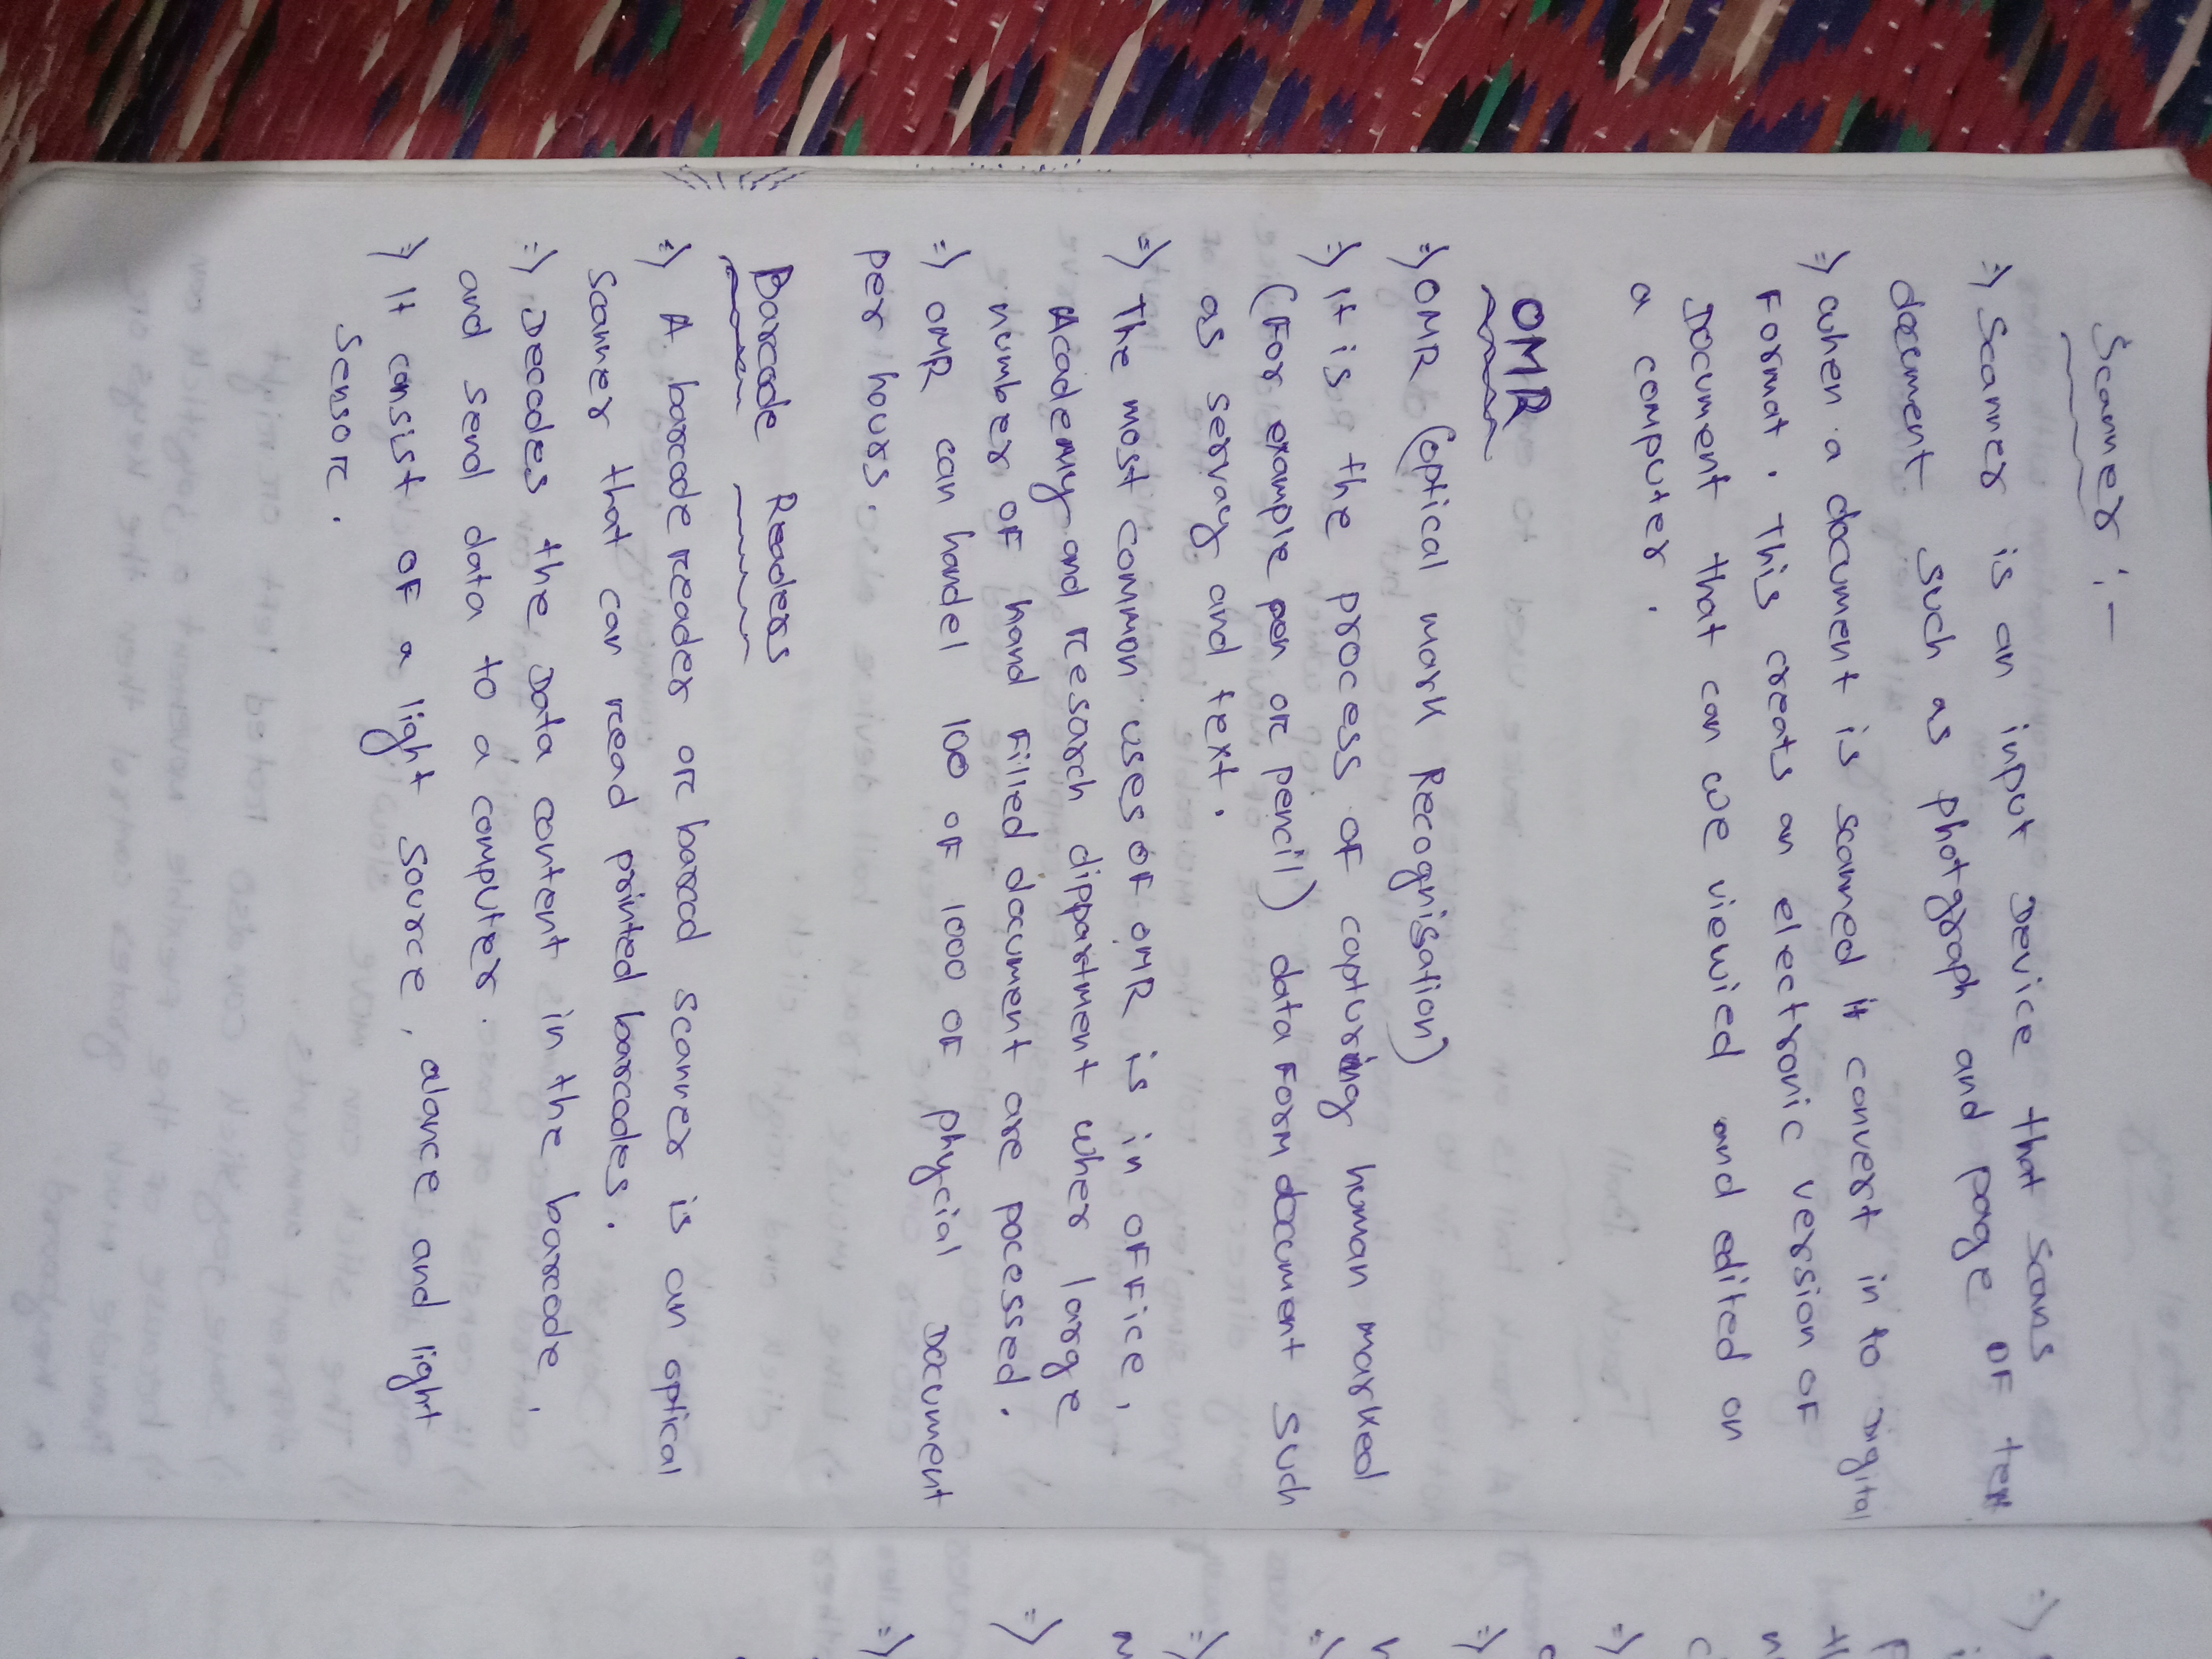 Scanner :-
=> Scanner is an input Device that scans
document such as photgraph and page OF text
=> when a document is scanned it convert in to Digital
Format. This creats an electronic version OF
Document that can we viewied and edited on
a computer.
OMR
=> OMR (optical mark Recognisation)
=> It is the process OF capturing human marked
(For example pen or pencil) data Form document such
as servay and text.
=> The most common uses OF OMR is in OFFice,
Academy and resarch dippartment wher large
number OF hand Filled document are pocessed.
=> OMR can handel 100 OF 1000 OF phycial Document
per hours.
Barcode Readers
=> A barcode reader or barcod scanner is an optical
scanner that can read printed barcodes.
=> Decodes the Data content in the barcode,
and send data to a computer.
=> It consist OF a light source, alance and light
Sensor.